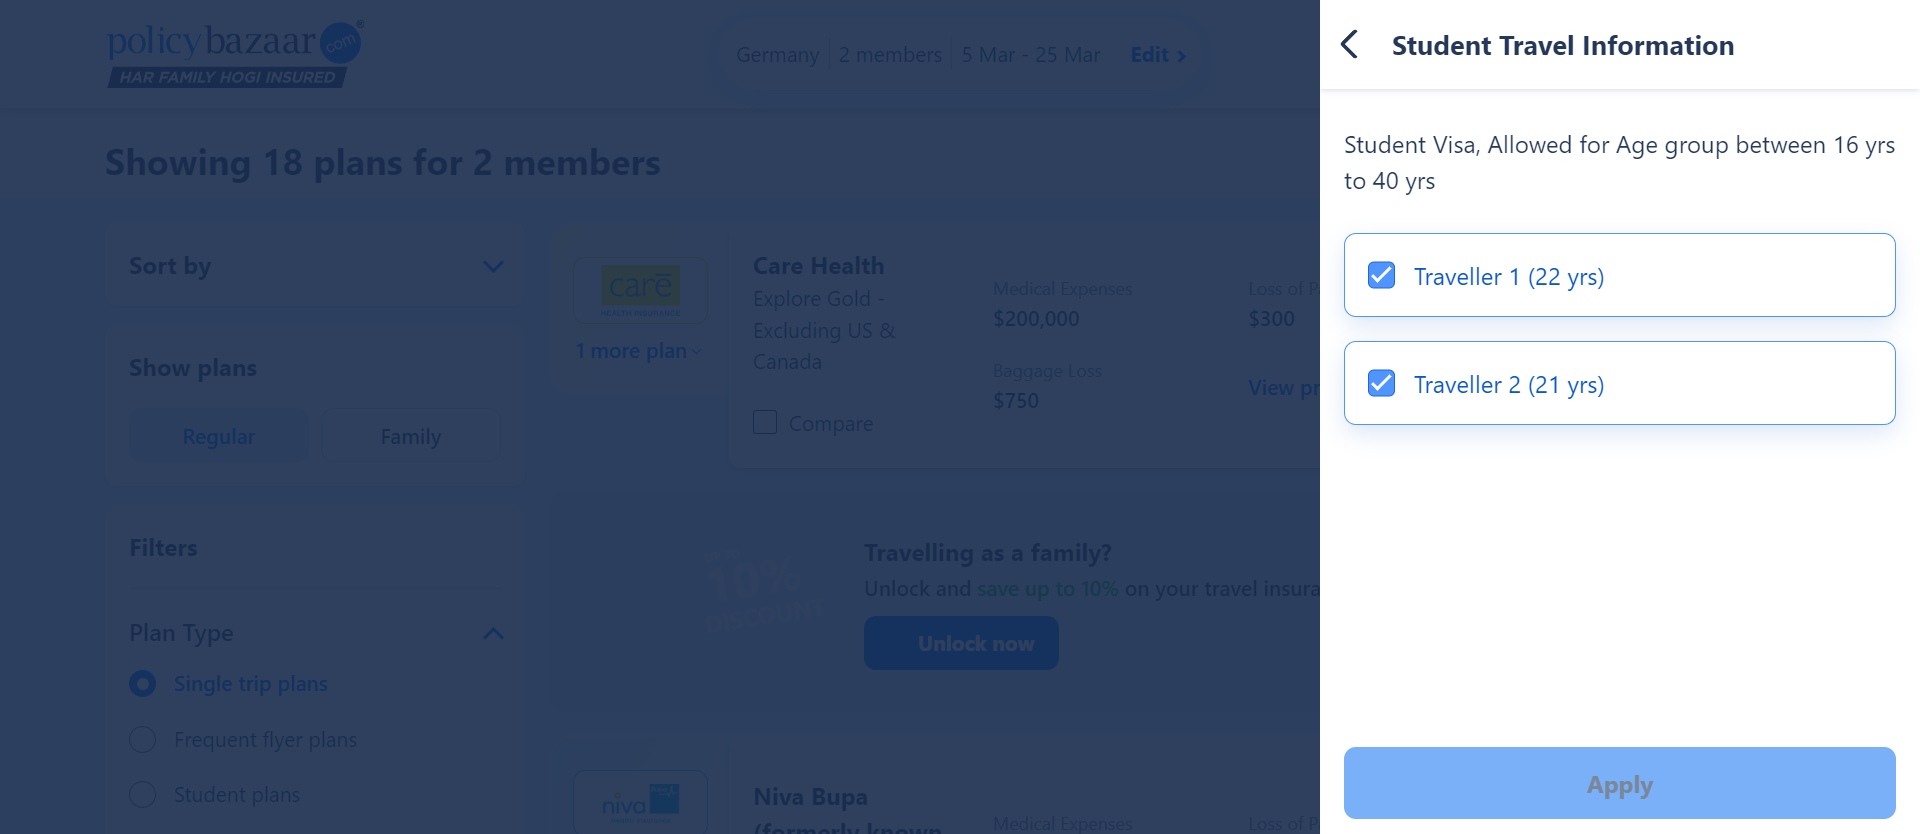 policybazaar.com®
HAR FAMILY HOGI INSURED
Germany 2 members 5 Mar - 25 Mar Edit
Showing 18 plans for 2 members
Sort by
Show plans
Regular Family
Filters
Plan Type
Single trip plans
Frequent flyer plans
Student plans
care
HEALTH INSURANCE
1 more plan
Care Health
Explore Gold -
Excluding US &
Canada
Compare
Medical Expenses
$200,000
Baggage Loss
$750
Loss of P
$300
View pr
10%
DISCOUNT
Travelling as a family?
Unlock and save up to 10% on your travel insura
Unlock now
niva
Niva Bupa
(formerly known
Medical Expenses
Loss of P
Student Travel Information
Student Visa, Allowed for Age group between 16 yrs
to 40 yrs
Traveller 1 (22 yrs)
Traveller 2 (21 yrs)
Apply